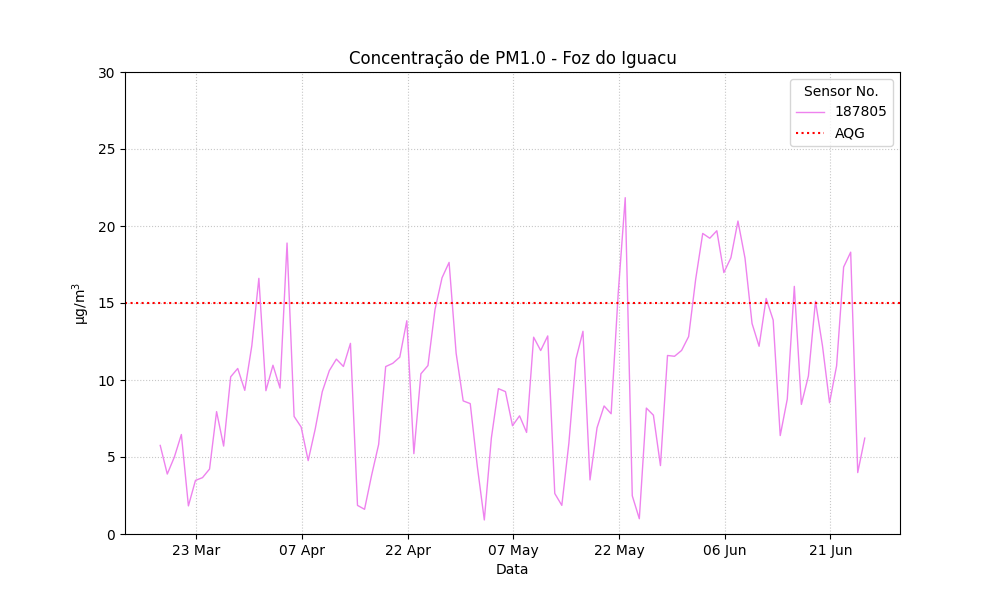 Concentração de PM1.0 - Foz do Iguacu
Sensor No.
187805
AQG
30
25
20
15
10
5
0
µg/m³
23 Mar
07 Apr
22 Apr
07 May
22 May
06 Jun
21 Jun
Data